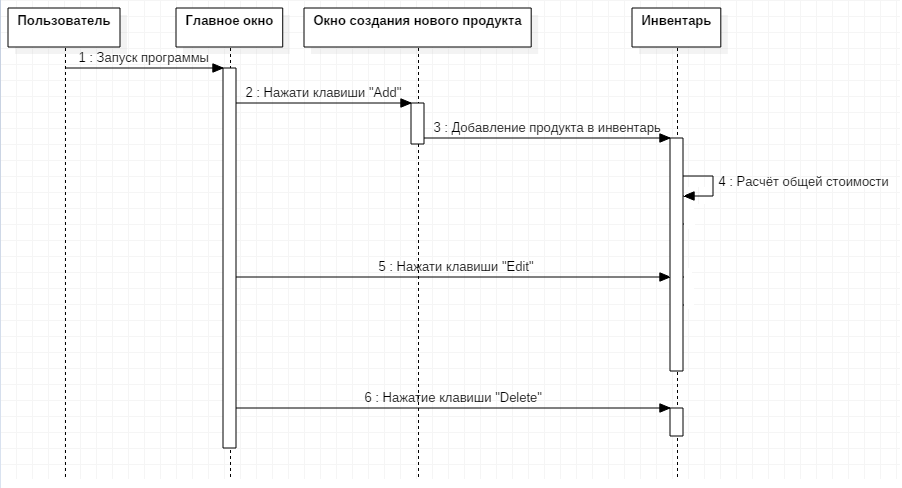 Пользователь
Главное окно
Окно создания нового продукта
Инвентарь
1 : Запуск программы
2 : Нажати клавиши "Add"
3 : Добавление продукта в инвентарь
4 : Расчёт общей стоимости
5 : Нажати клавиши "Edit"
6 : Нажатие клавиши "Delete"